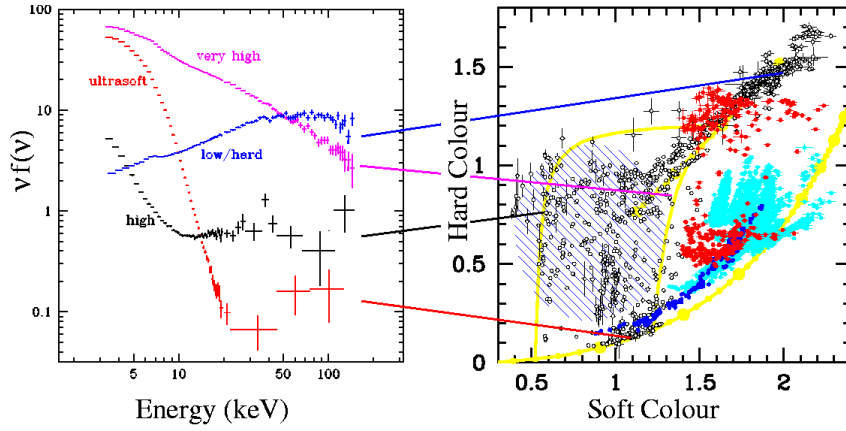 100
10
1
0.1
νf(ν)
very high
ultrasoft
low/hard
high
5
10
50
100
Energy (keV)
1.5
1
0.5
0
Hard Colour
0.5
1
1.5
2
Soft Colour